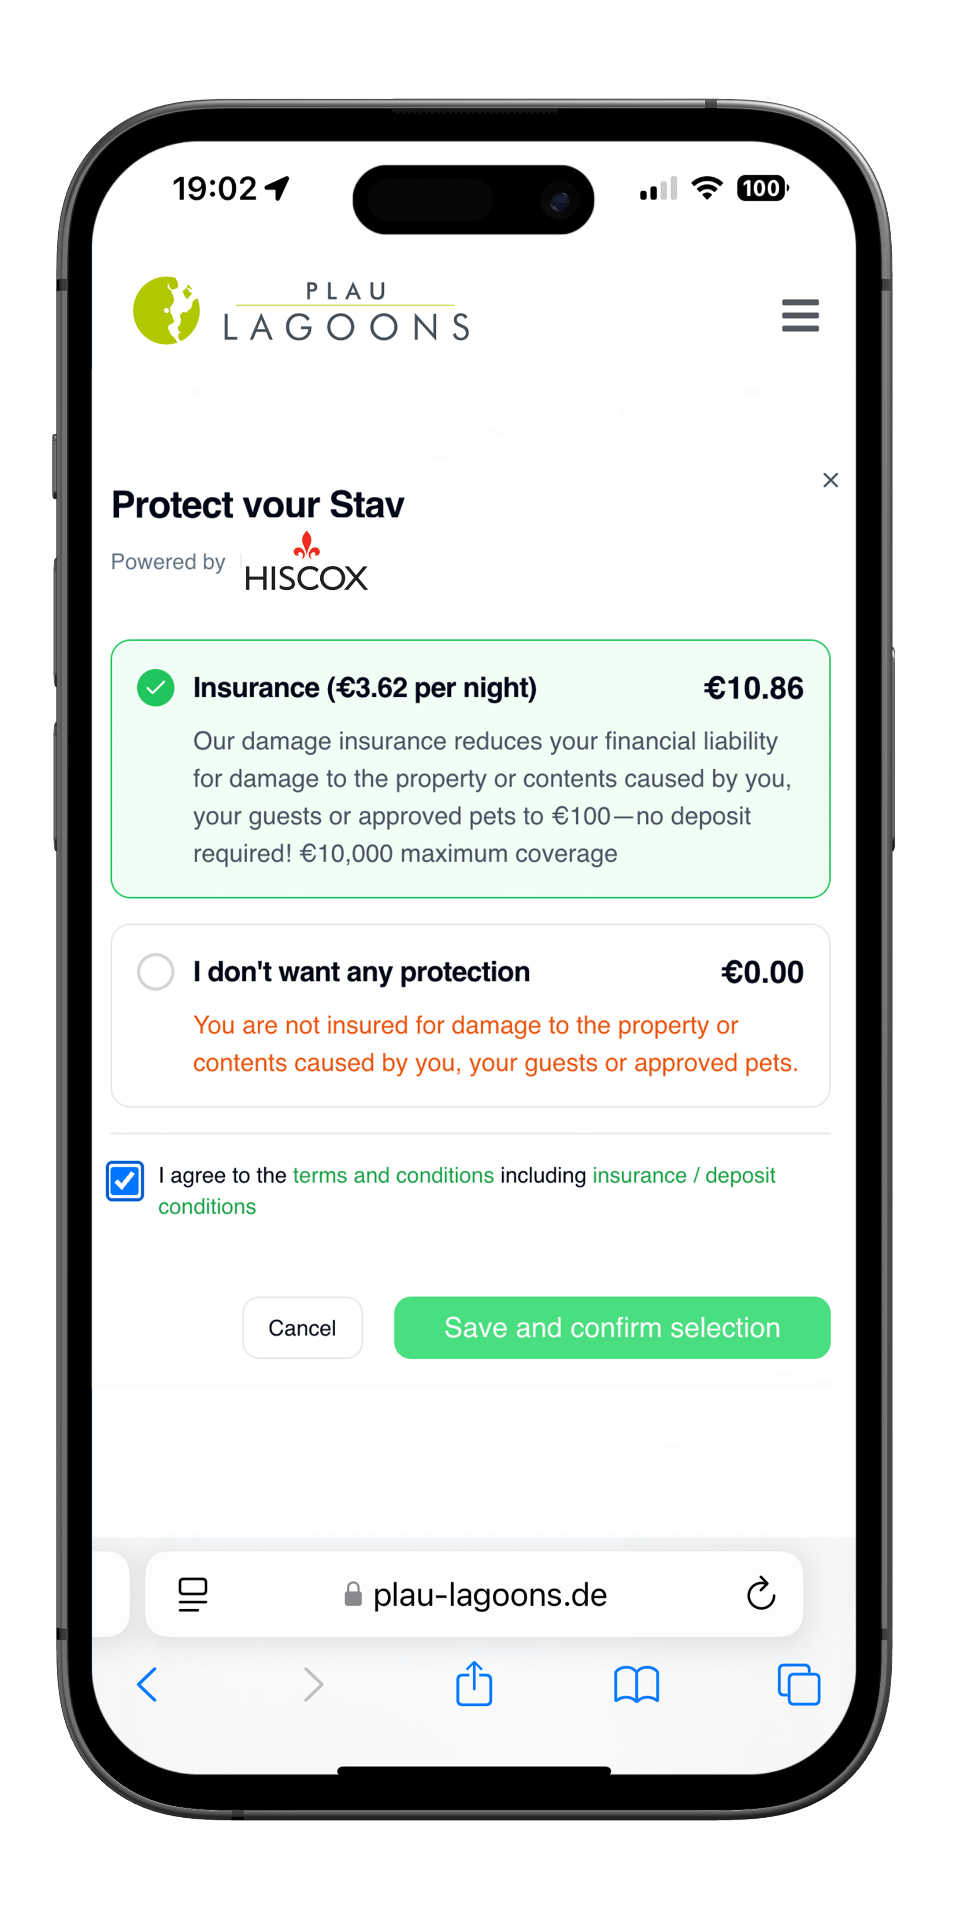 19:02
100
PLAU
LAGOONS
Protect your Stay
Powered by
HISCOX
Insurance (€3.62 per night) €10.86
Our damage insurance reduces your financial liability
for damage to the property or contents caused by you,
your guests or approved pets to €100—no deposit
required! €10,000 maximum coverage
I don't want any protection €0.00
You are not insured for damage to the property or
contents caused by you, your guests or approved pets.
I agree to the terms and conditions including insurance / deposit
conditions
Cancel
Save and confirm selection
plau-lagoons.de